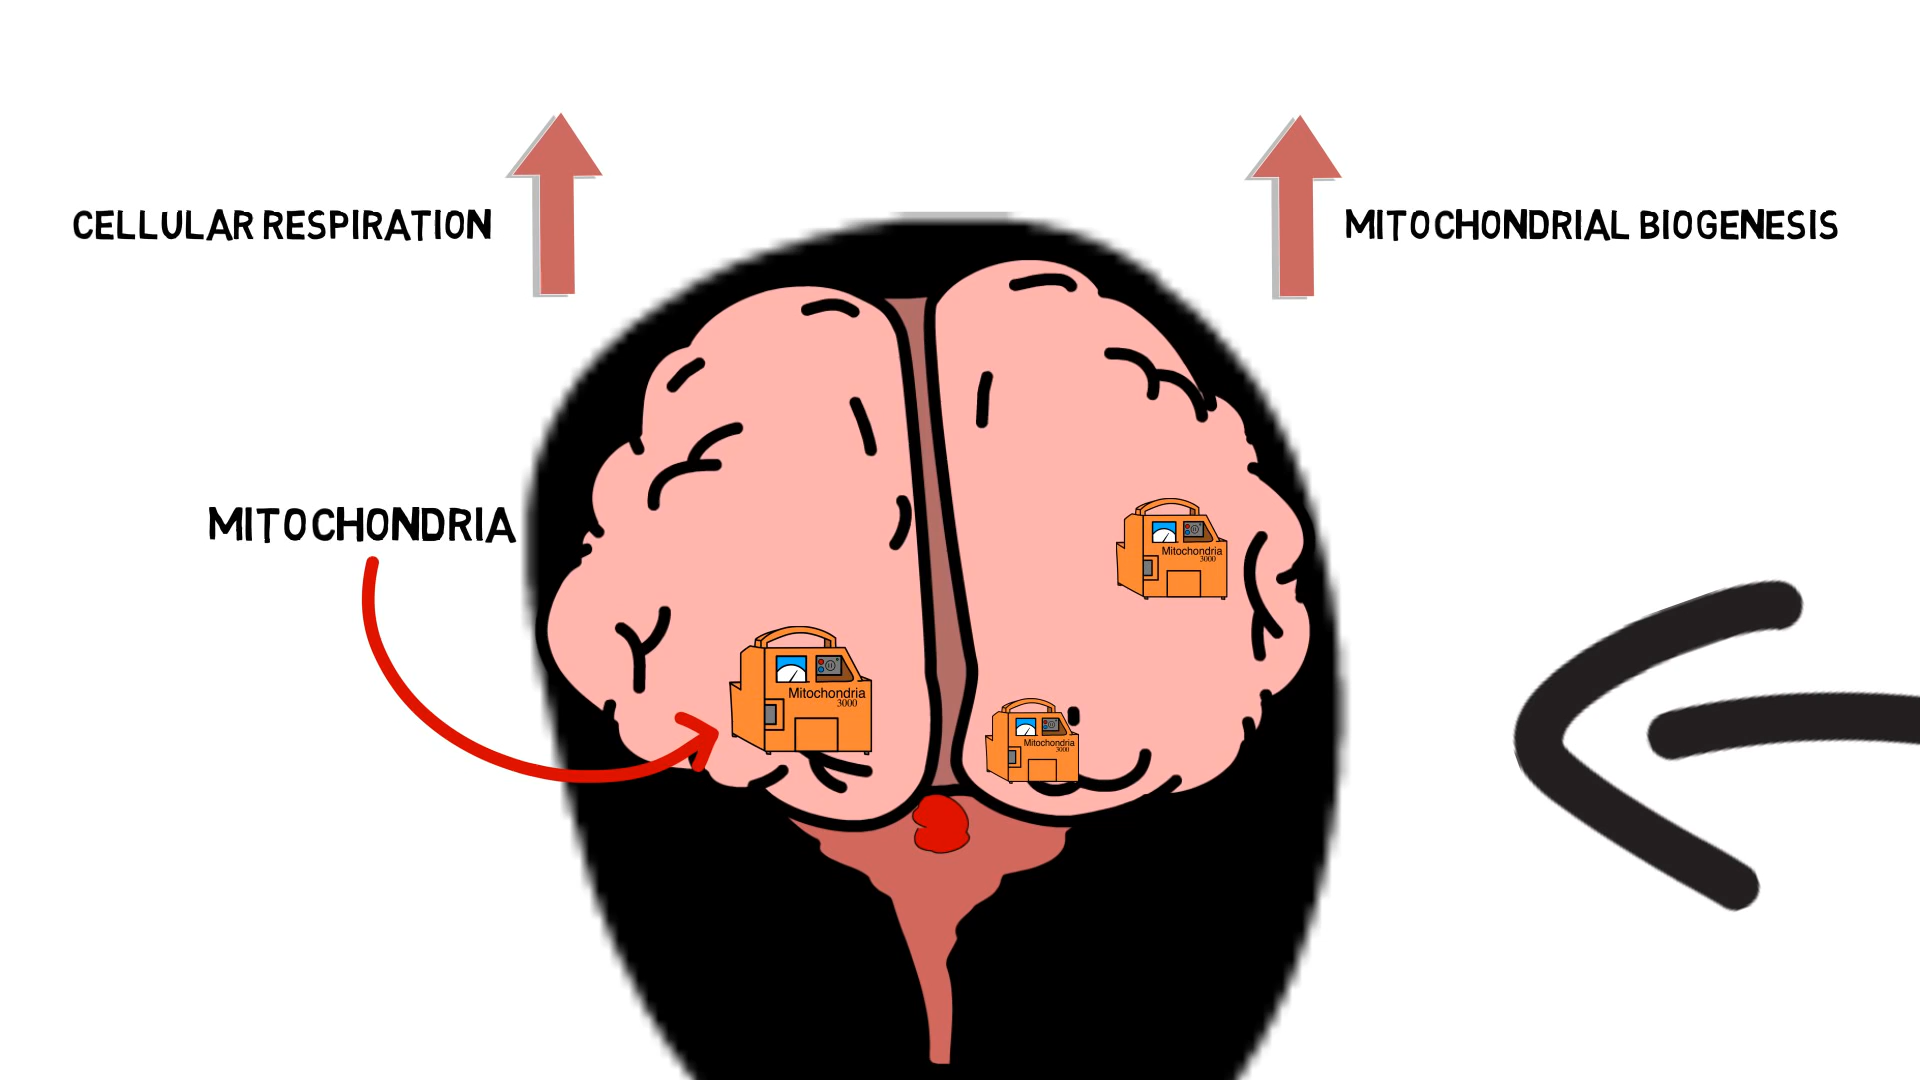 CELLULAR RESPIRATION
MITOCHONDRIAL BIOGENESIS
MITOCHONDRIA
Mitochondria
3000
Mitochondria
3000
Mitochondria
3000